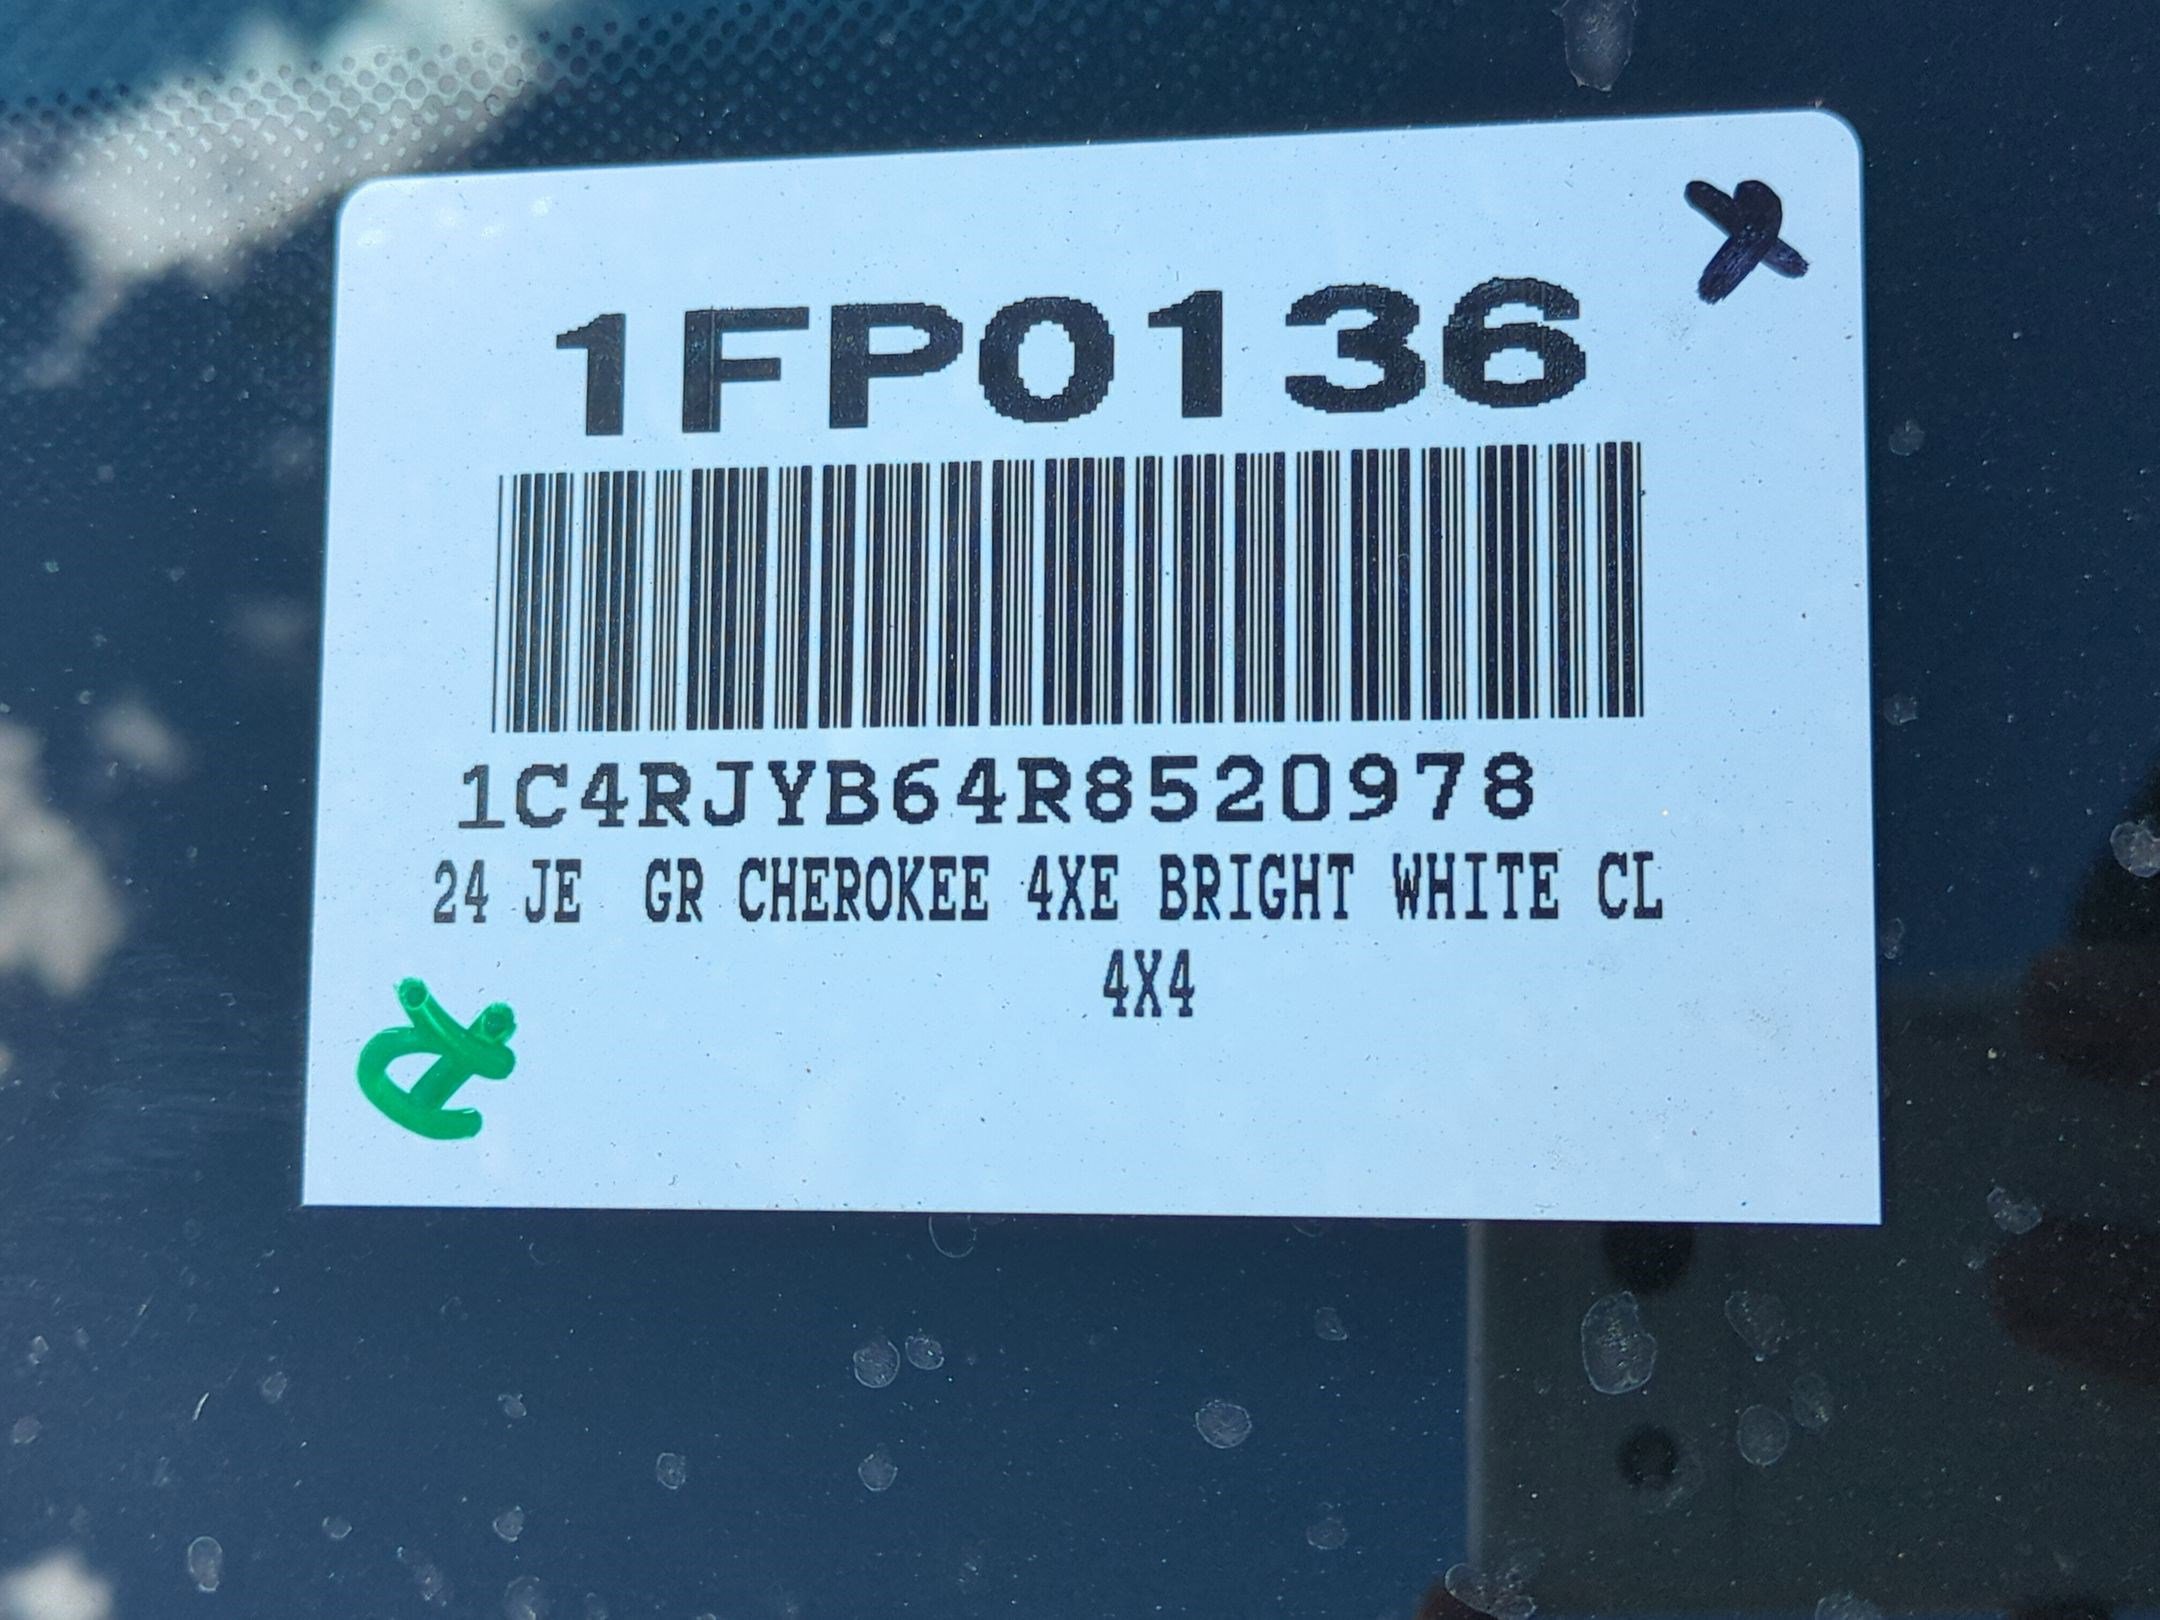 1FP0136
1C4RJYB64R8520978
24 JE GR CHEROKEE 4XE BRIGHT WHITE CL
4X4